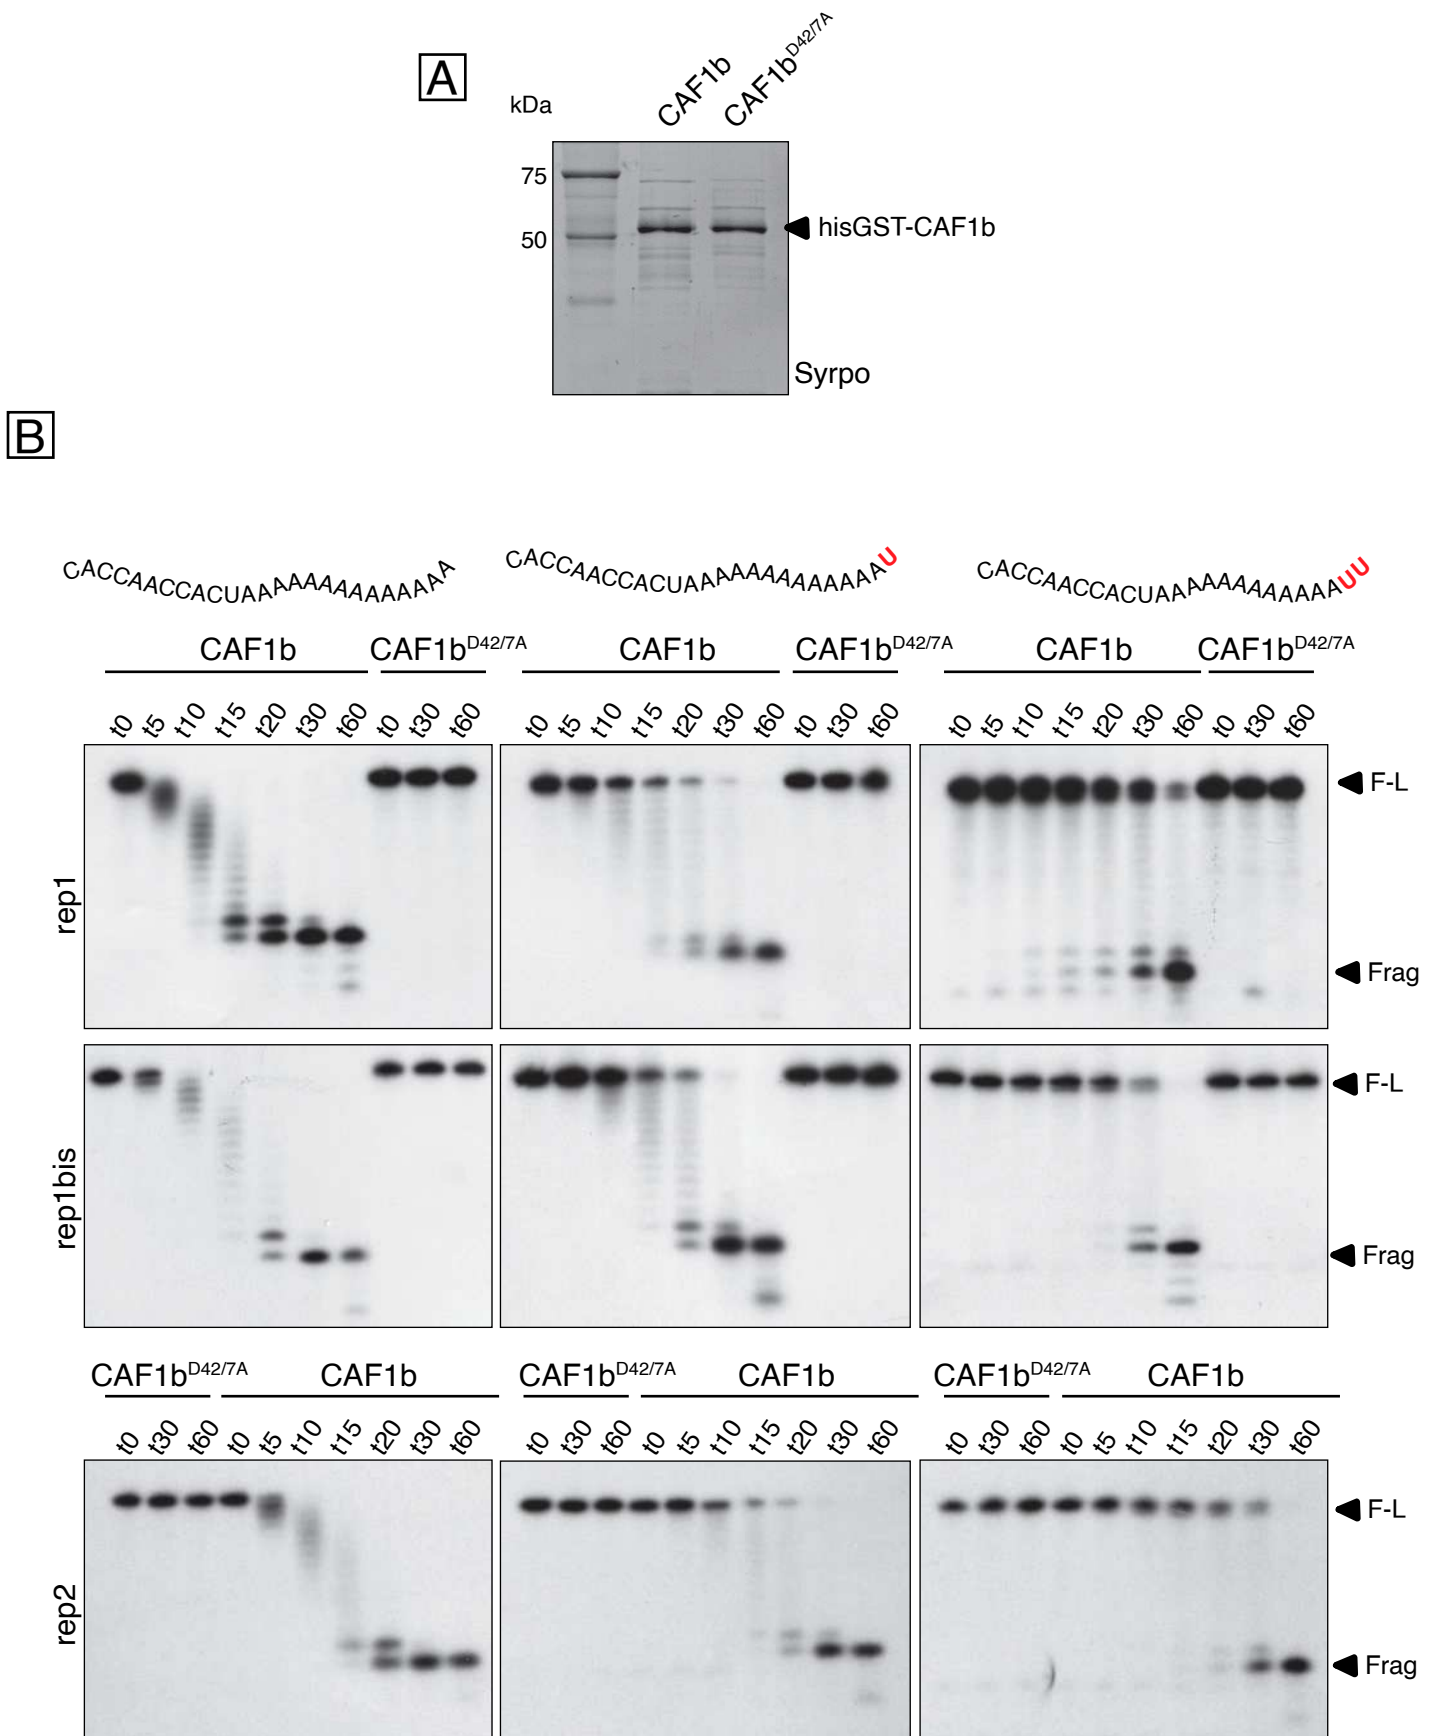 A
kDa
CAF1b
CAF1b^D42/7A
75
50
hisGST-CAF1b
Syrpo
B
CACCAACCACUAAAAAAAAAAAAAA
CACCAACCACUAAAAAAAAAAAAAU
CACCAACCACUAAAAAAAAAAAAUU
CAF1b CAF1b^D42/7A CAF1b CAF1b^D42/7A CAF1b CAF1b^D42/7A
t0 t5 t10 t15 t20 t30 t60 t0 t30 t60 t0 t5 t10 t15 t20 t30 t60 t0 t30 t60 t0 t5 t10 t15 t20 t30 t60 t0 t30 t60
rep1
F-L
Frag
rep1bis
F-L
Frag
CAF1b^D42/7A CAF1b CAF1b^D42/7A CAF1b CAF1b^D42/7A CAF1b
t0 t30 t60 t0 t5 t10 t15 t20 t30 t60 t0 t30 t60 t0 t5 t10 t15 t20 t30 t60 t0 t30 t60 t0 t5 t10 t15 t20 t30 t60
rep2
F-L
Frag